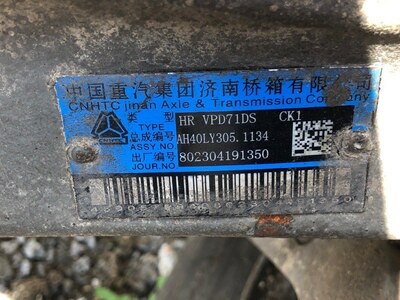 中国重汽集团济南桥箱有限公司
CNHTC jinan Axle & Transmission Company
类 型 HR VPD71DS CK1
TYPE
总成编号 AH40LY305.1134
ASSY.NO.
出厂编号 802304191350
JOUR.NO.